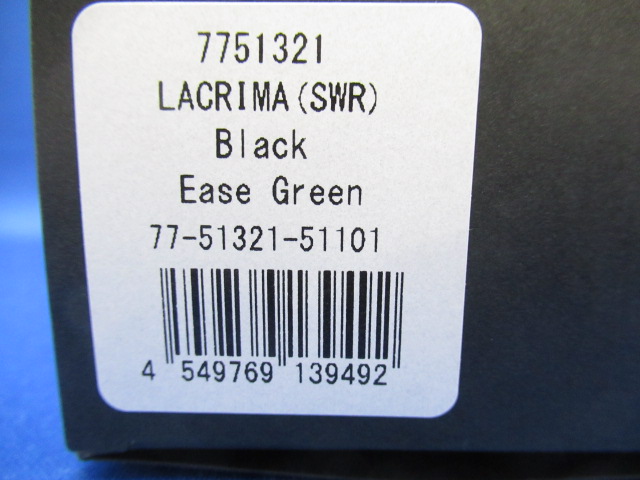 7751321
LACRIMA(SWR)
Black
Ease Green
77-51321-51101
4 549769 139492